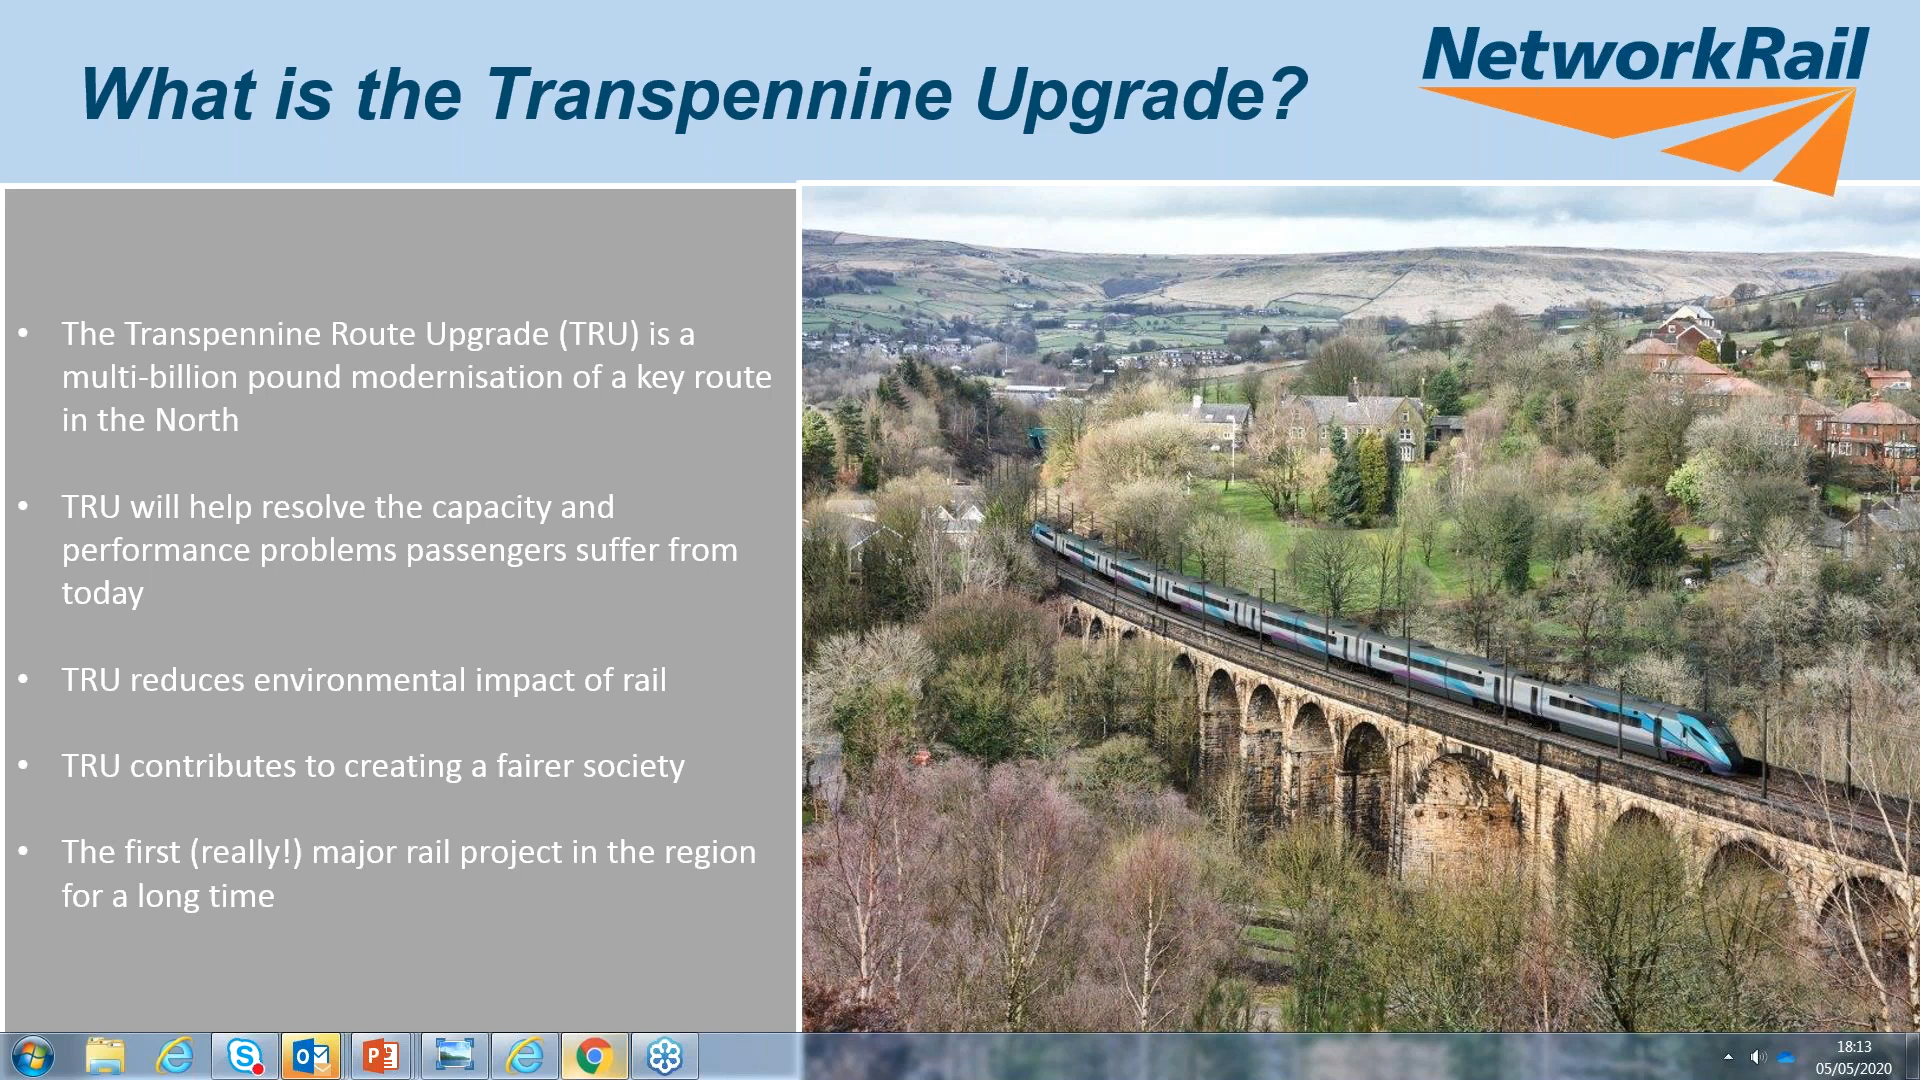 What is the Transpennine Upgrade?
NetworkRail
• The Transpennine Route Upgrade (TRU) is a
multi-billion pound modernisation of a key route
in the North
• TRU will help resolve the capacity and
performance problems passengers suffer from
today
• TRU reduces environmental impact of rail
• TRU contributes to creating a fairer society
• The first (really!) major rail project in the region
for a long time
18:13
05/05/2020